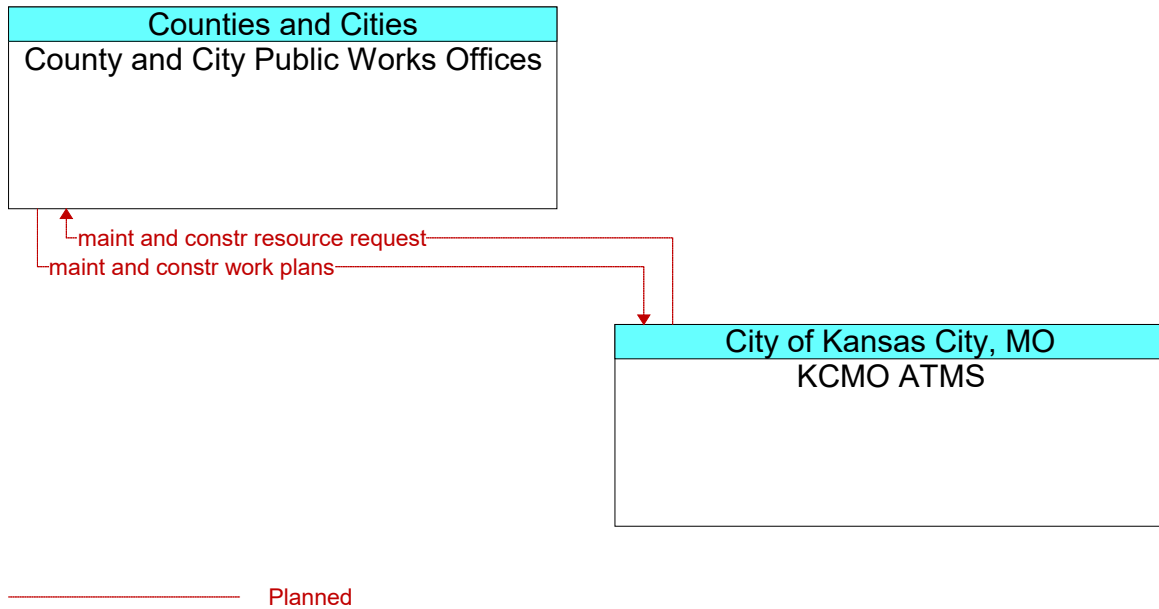 Counties and Cities
County and City Public Works Offices
maint and constr resource request
maint and constr work plans
City of Kansas City, MO
KCMO ATMS
Planned